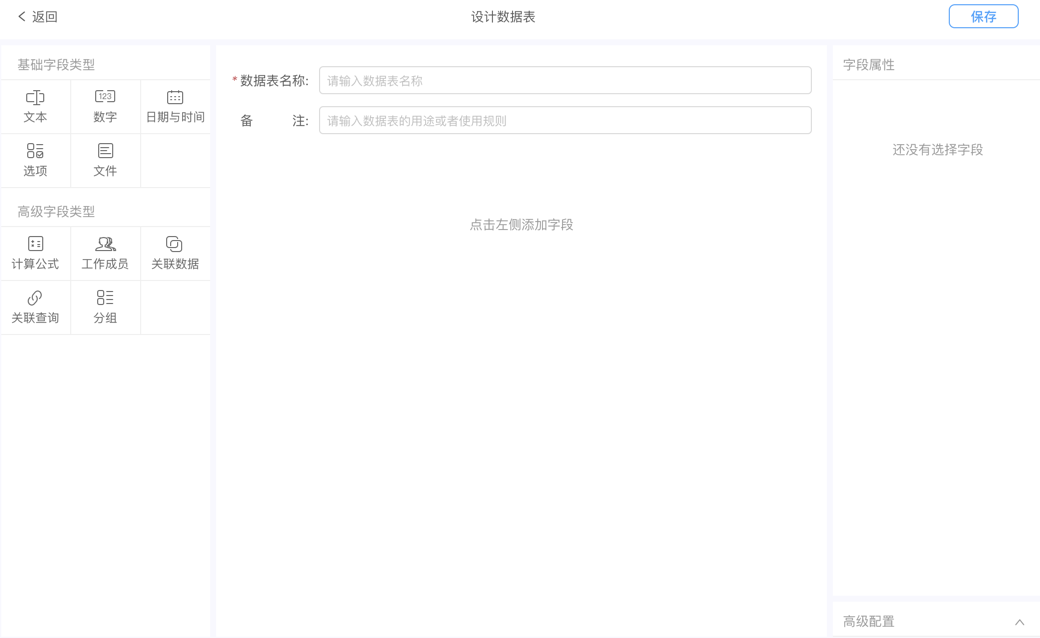 返回
设计数据表
保存
基础字段类型
文本
123
数字
日期与时间
选项
文件
高级字段类型
计算公式
工作成员
关联数据
关联查询
分组
*数据表名称:
请输入数据表名称
备 注:
请输入数据表的用途或者使用规则
点击左侧添加字段
字段属性
还没有选择字段
高级配置